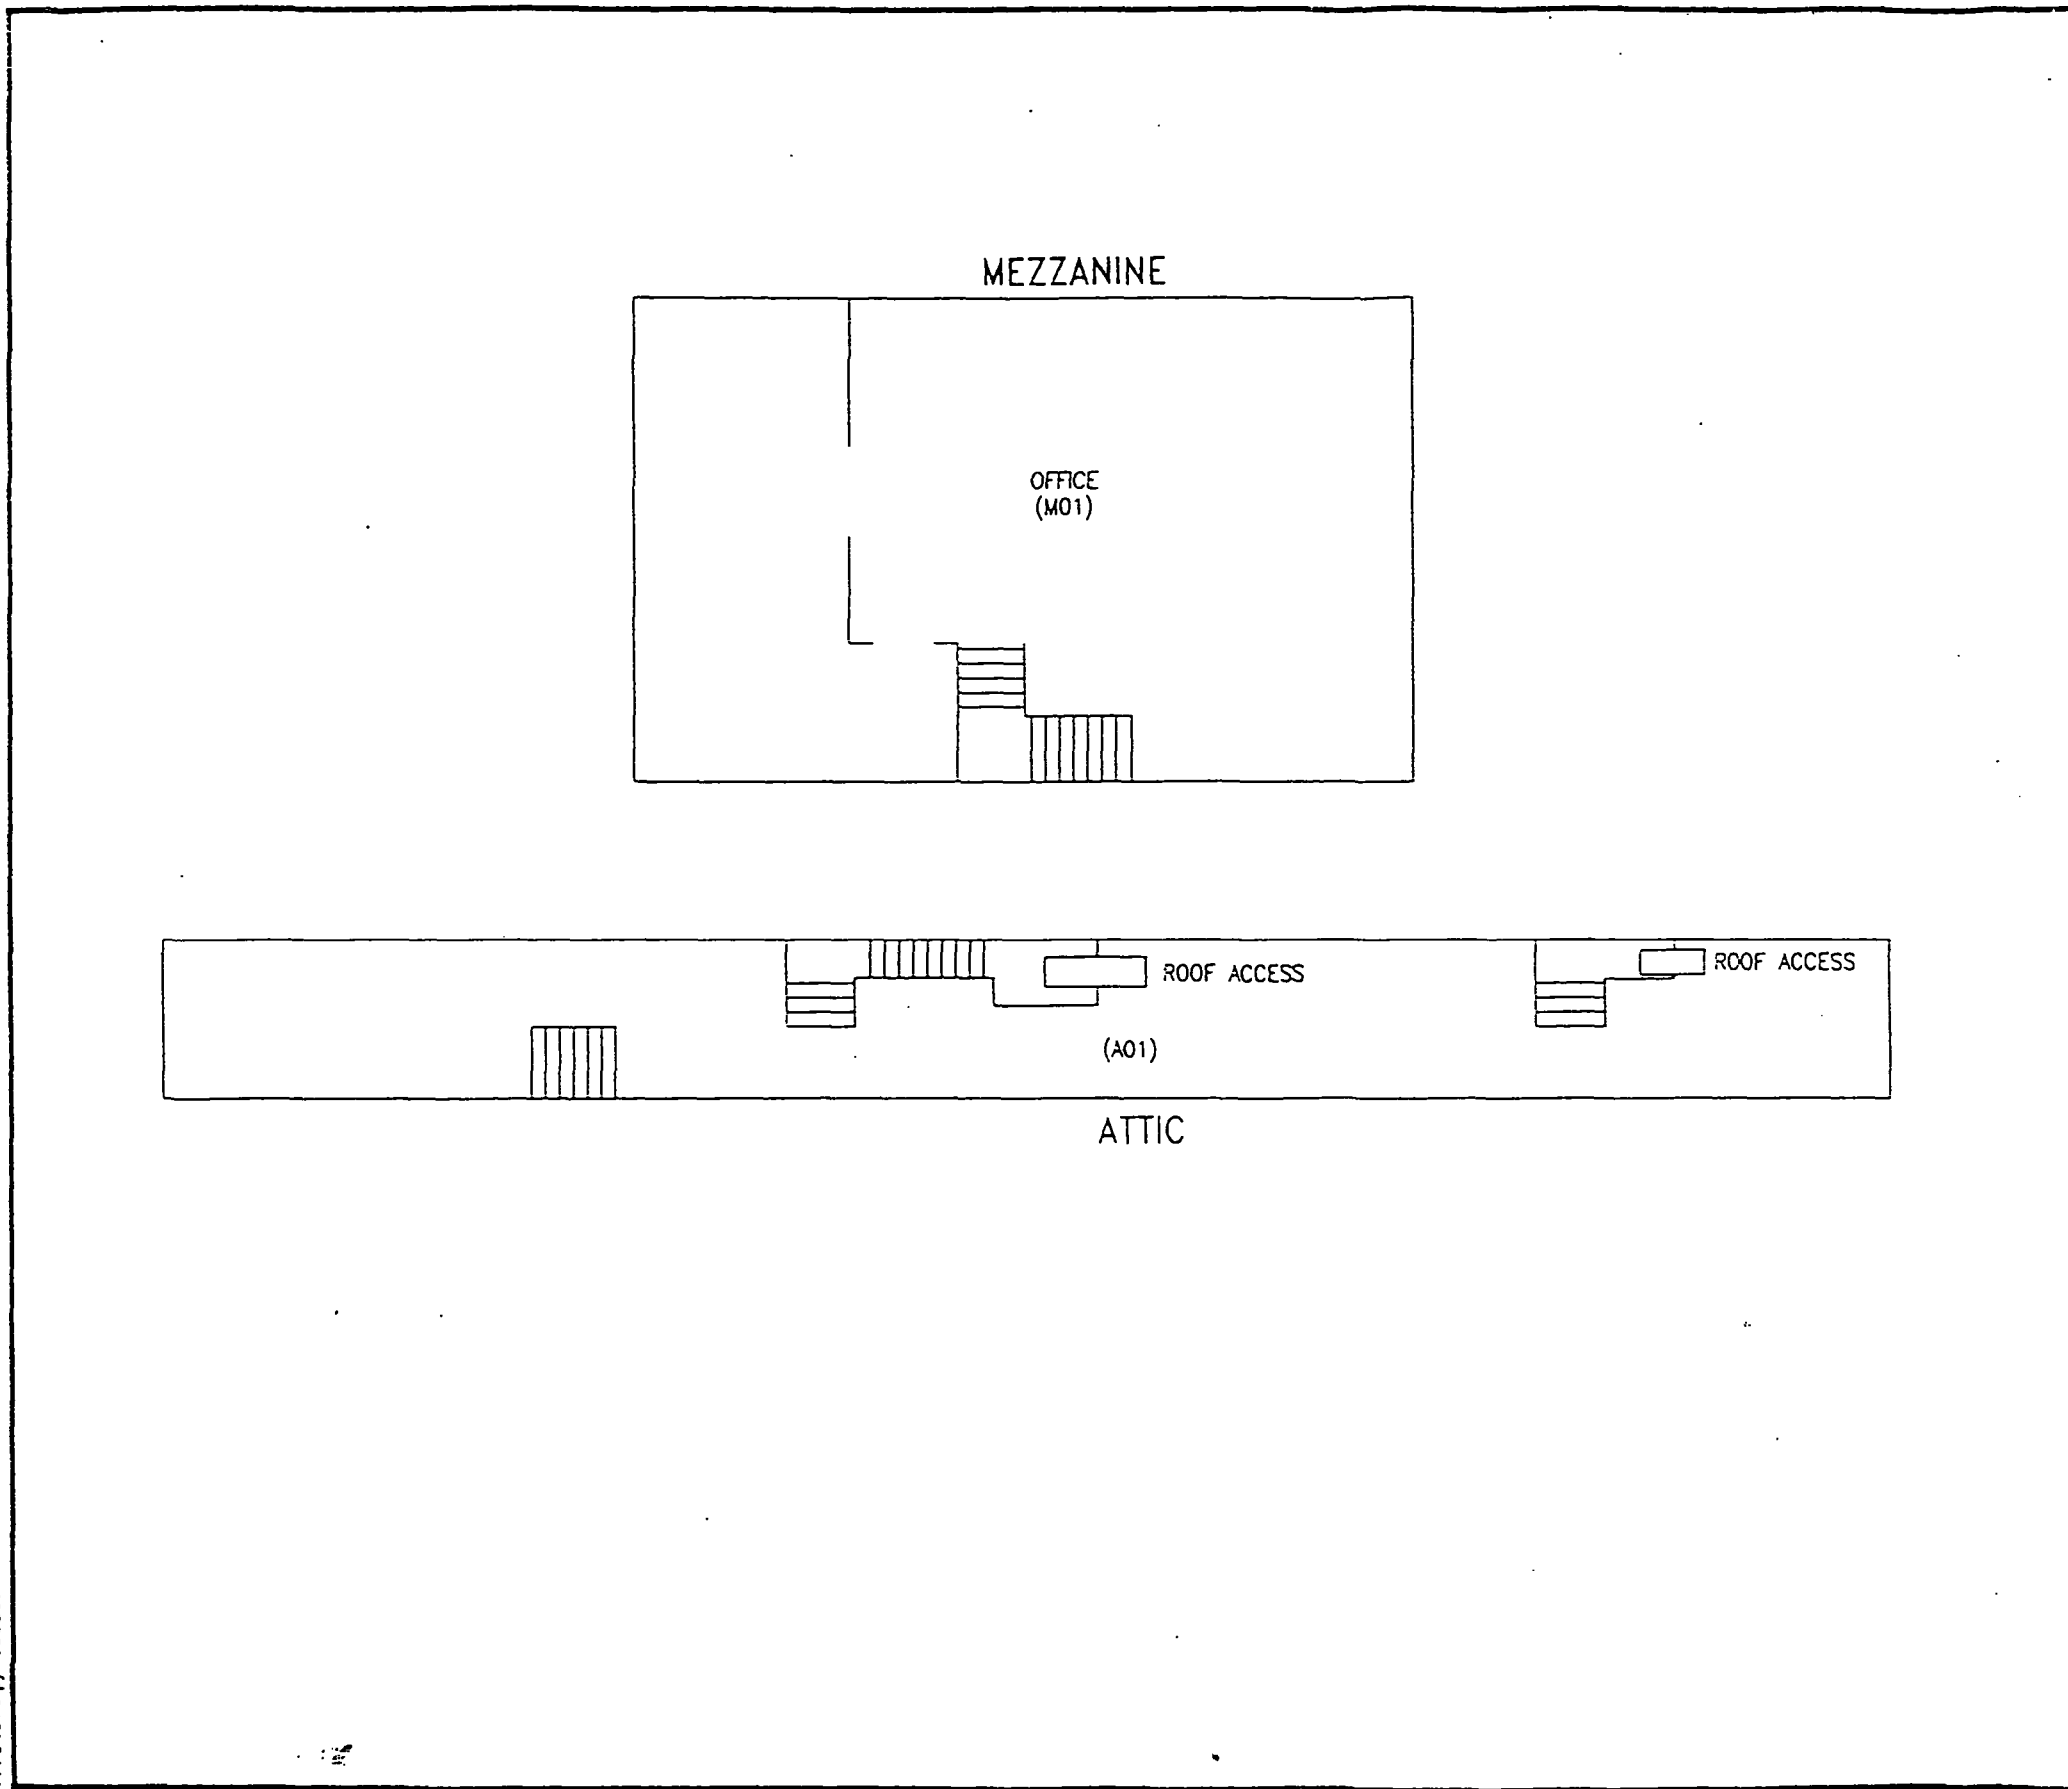 MEZZANINE
OFFICE
(M01)
ROOF ACCESS
ROOF ACCESS
(A01)
ATTIC